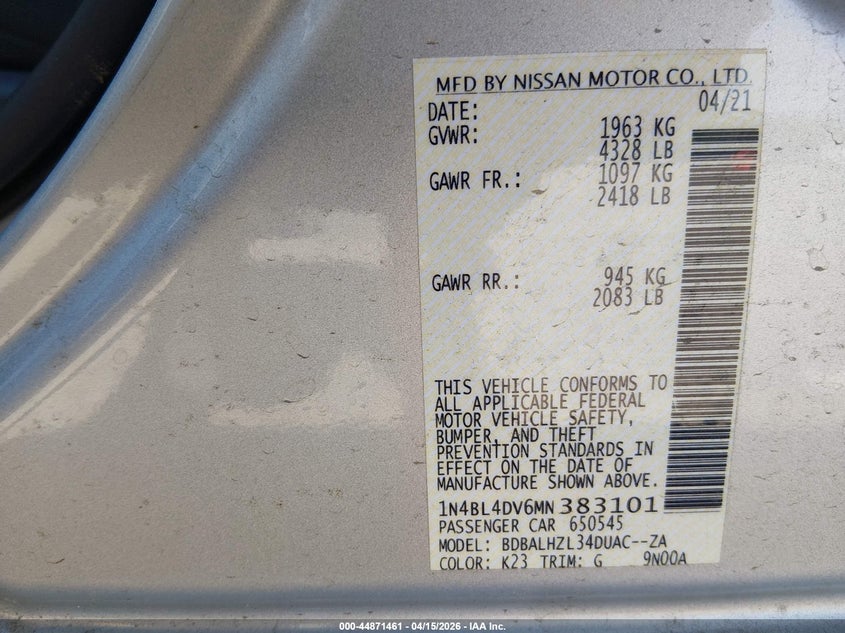 MFD BY NISSAN MOTOR CO., LTD.
DATE: 04/21
GVWR: 1963 KG
4328 LB
GAWR FR.: 1097 KG
2418 LB
GAWR RR.: 945 KG
2083 LB
THIS VEHICLE CONFORMS TO
ALL APPLICABLE FEDERAL
MOTOR VEHICLE SAFETY,
BUMPER, AND THEFT
PREVENTION STANDARDS IN
EFFECT ON THE DATE OF
MANUFACTURE SHOWN ABOVE.
1N4BL4DV6MN383101
PASSENGER CAR 650545
MODEL: BDBALHZL34DUAC--ZA
COLOR: K23 TRIM: G 9N00A
000-44871461 - 04/15/2026 - IAA Inc.